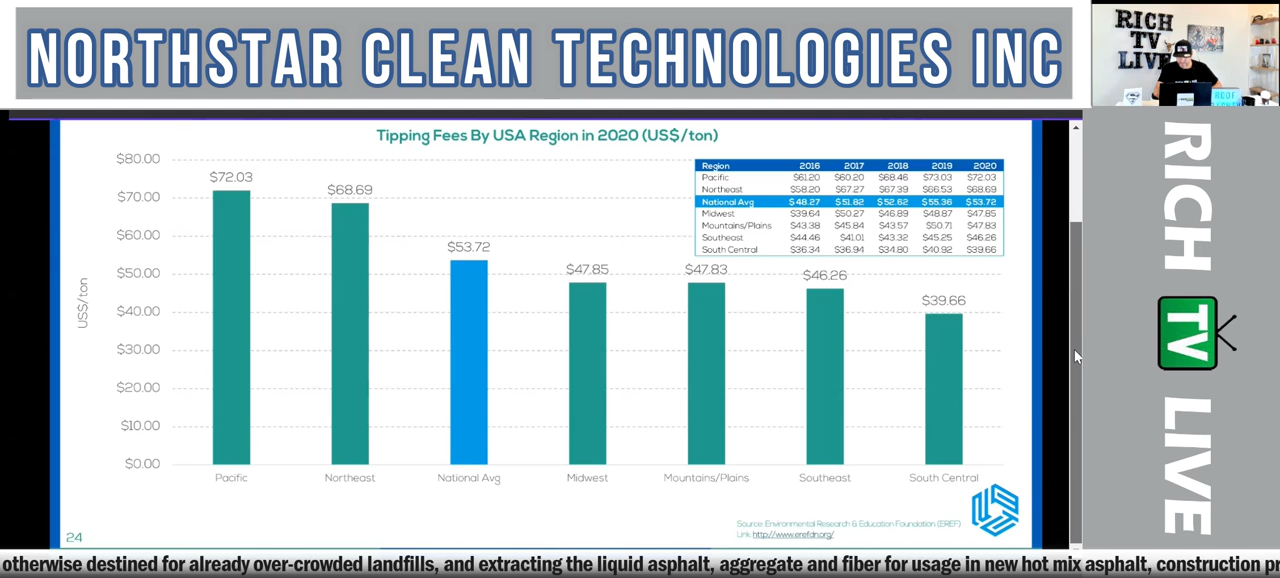 NORTHSTAR CLEAN TECHNOLOGIES INC
RICH
TV
LIVE
Tipping Fees By USA Region in 2020 (US$/ton)
$80.00
$70.00
$60.00
$50.00
$40.00
$30.00
$20.00
$10.00
$0.00
US$/ton
$72.03
$68.69
$53.72
$47.85
$47.83
$46.26
$39.66
Region 2016 2017 2018 2019 2020
Pacific $61.20 $60.20 $68.46 $73.03 $72.03
Northeast $58.20 $67.27 $67.39 $66.53 $68.69
National Avg $48.27 $51.82 $52.62 $55.36 $53.72
Midwest $39.64 $50.27 $46.89 $48.87 $47.85
Mountains/Plains $43.38 $45.84 $43.57 $50.71 $47.83
Southeast $44.46 $41.01 $43.32 $45.25 $46.26
South Central $36.34 $36.94 $34.80 $40.92 $39.66
Pacific Northeast National Avg Midwest Mountains/Plains Southeast South Central
Source: Environmental Research & Education Foundation (EREF)
Link: http://www.erefdn.org/
24
RICH TV LIVE
otherwise destined for already over-crowded landfills, and extracting the liquid asphalt, aggregate and fiber for usage in new hot mix asphalt, construction p